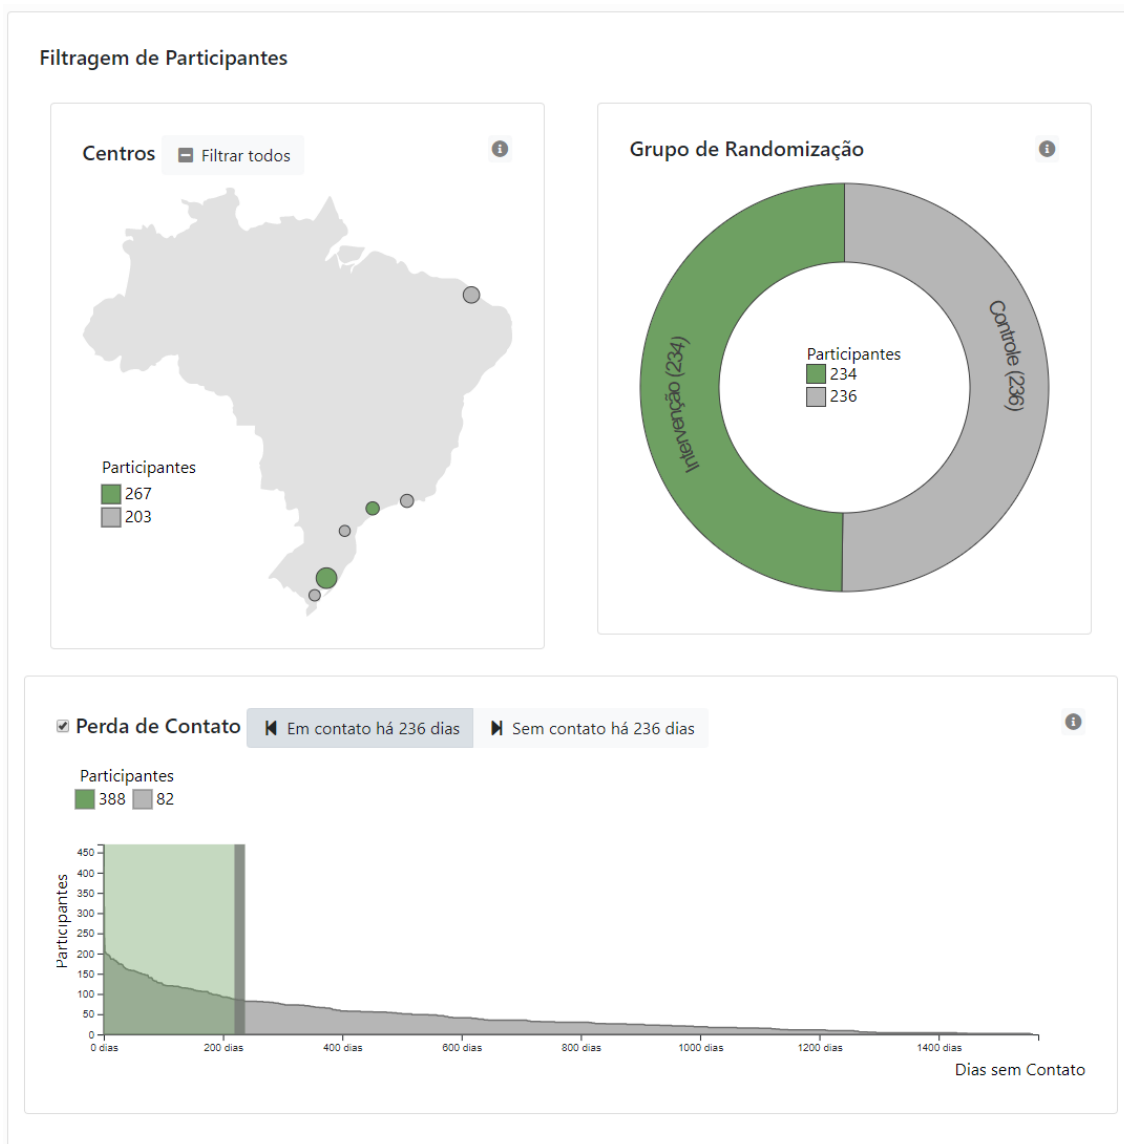 Filtragem de Participantes
Centros
Filtrar todos
Participantes
267
203
Grupo de Randomização
Intervenção (234)
Controle (236)
Participantes
234
236
Perda de Contato
Em contato há 236 dias
Sem contato há 236 dias
Participantes
388 82
Participantes
450
400
350
300
250
200
150
100
50
0
0 dias 200 dias 400 dias 600 dias 800 dias 1000 dias 1200 dias 1400 dias
Dias sem Contato